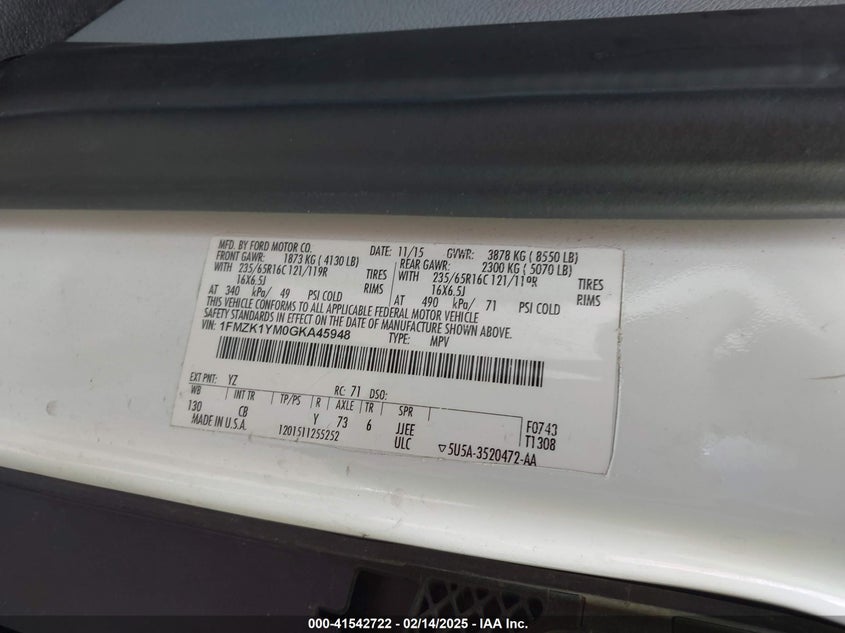 MFD. BY FORD MOTOR CO. DATE: 11/15 GVWR: 3878 KG ( 8550 LB)
FRONT GAWR: 1873 KG ( 4130 LB) REAR GAWR: 2300 KG ( 5070 LB)
WITH 235/65R16C 121/119R TIRES WITH 235/65R16C 121/119R TIRES
16X6.5J RIMS 16X6.5J RIMS
AT 340 kPa/ 49 PSI COLD AT 490 kPa/ 71 PSI COLD
THIS VEHICLE CONFORMS TO ALL APPLICABLE FEDERAL MOTOR VEHICLE
SAFETY STANDARDS IN EFFECT ON THE DATE OF MANUFACTURE SHOWN ABOVE.
VIN: 1FMZK1YM0GKA45948 TYPE: MPV
EXT PNT: YZ RC: 71 DSO:
WB INT TR TP/PS R AXLE TR SPR
130 CB Y 73 6 JJEE F0743
MADE IN U.S.A. 1201511255252 ULC ▽5U5A-3520472-AA T1308
000-41542722 - 02/14/2025 - IAA Inc.